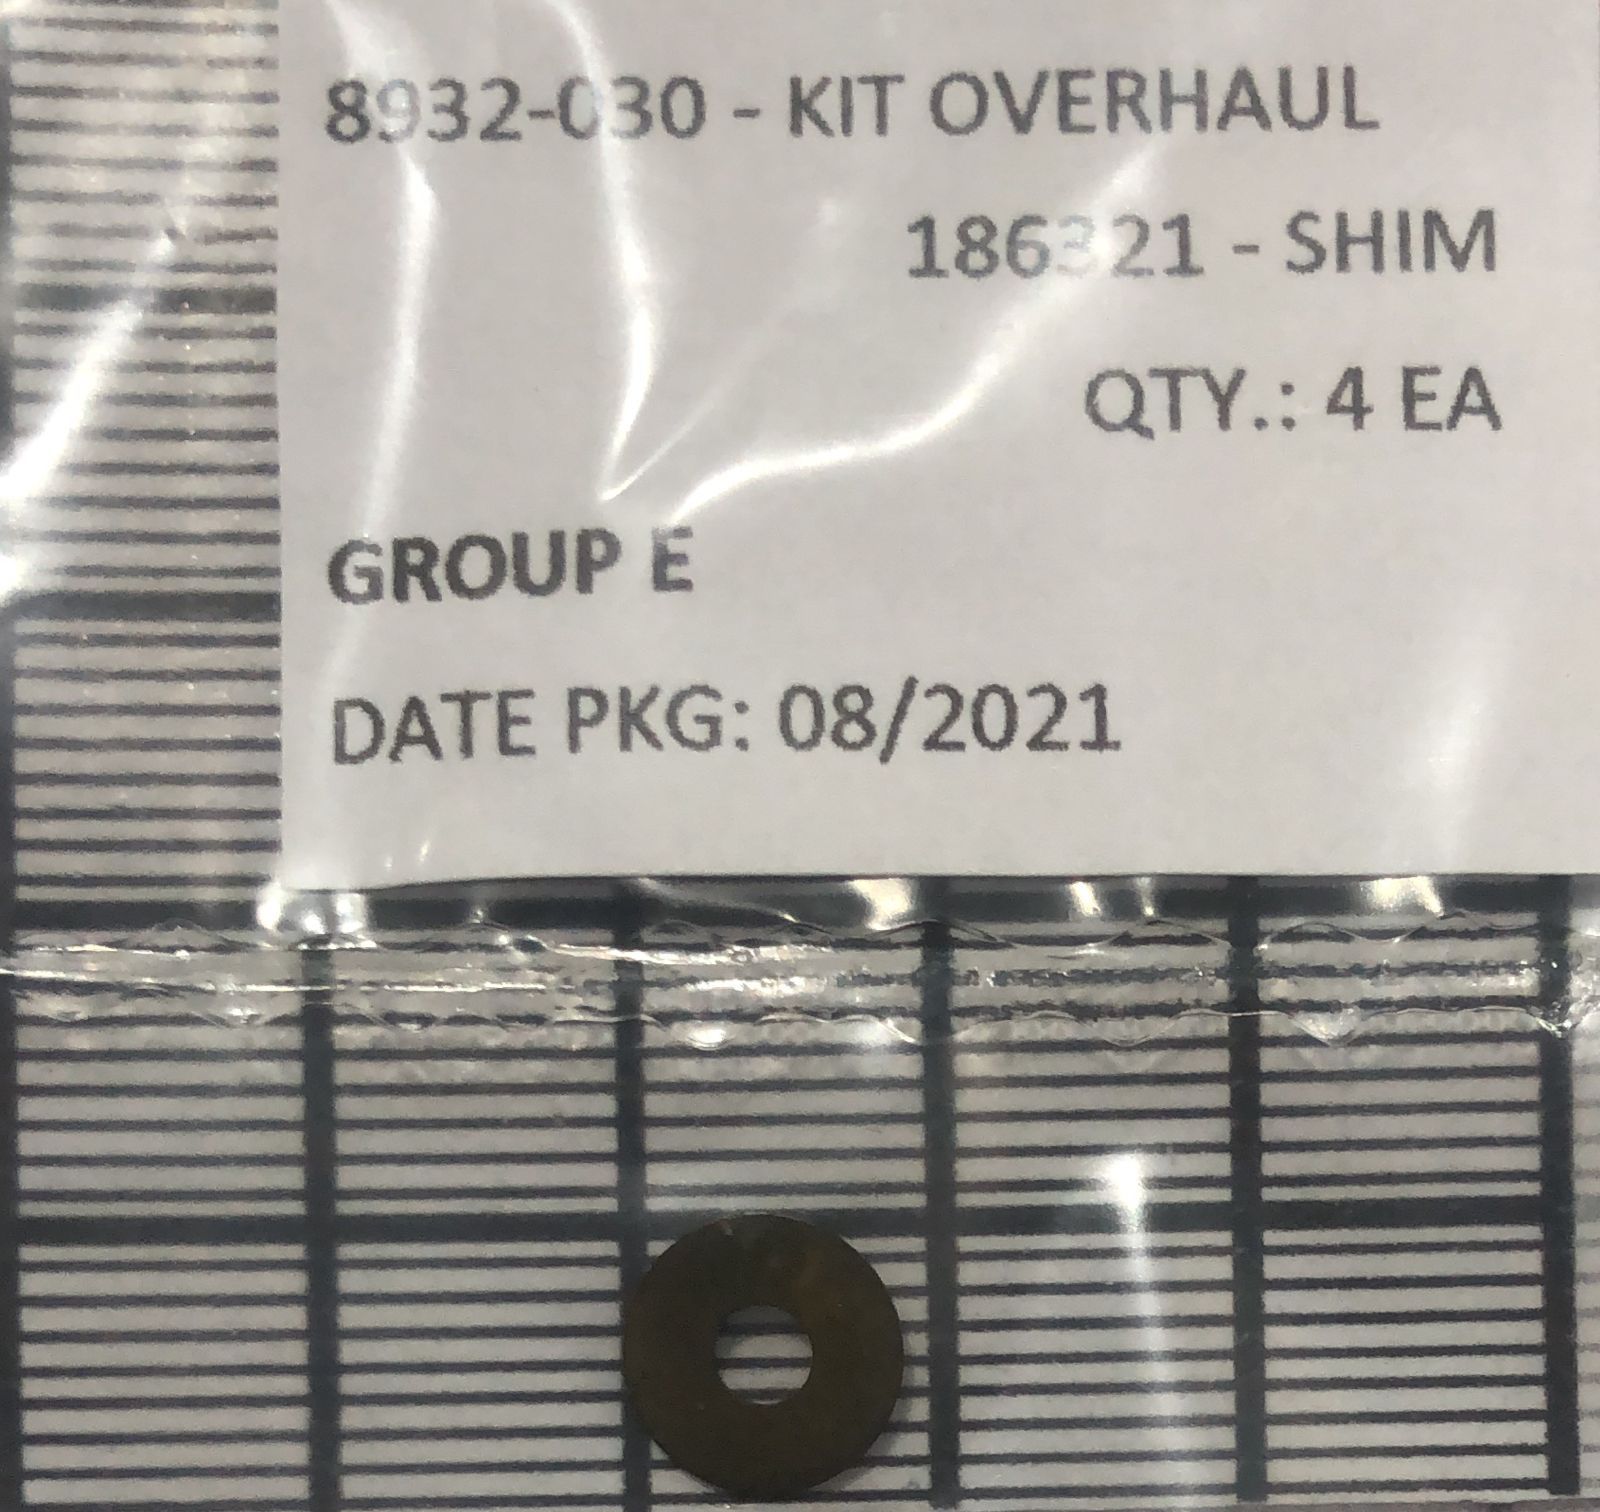 8932-030 - KIT OVERHAUL
186321 - SHIM
QTY.: 4 EA
GROUP E
DATE PKG: 08/2021